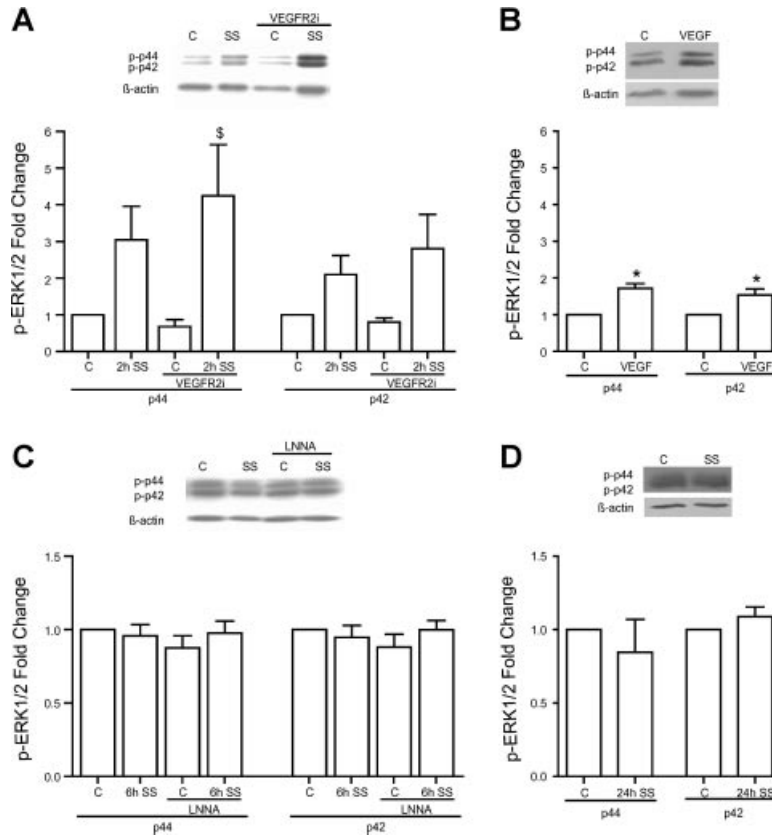 A
VEGFR2i
C SS C SS
p-p44
p-p42
ß-actin
p-ERK1/2 Fold Change
6
5
4
3
2
1
0
$
C 2h SS C 2h SS C 2h SS C 2h SS
VEGFR2i VEGFR2i
p44 p42
B
C VEGF
p-p44
p-p42
ß-actin
p-ERK1/2 Fold Change
6
5
4
3
2
1
0
* *
C VEGF C VEGF
p44 p42
C
LNNA
C SS C SS
p-p44
p-p42
ß-actin
p-ERK1/2 Fold Change
1.5
1.0
0.5
0.0
C 6h SS C 6h SS C 6h SS C 6h SS
LNNA LNNA
p44 p42
D
C SS
p-p44
p-p42
ß-actin
p-ERK1/2 Fold Change
1.5
1.0
0.5
0.0
C 24h SS C 24h SS
p44 p42